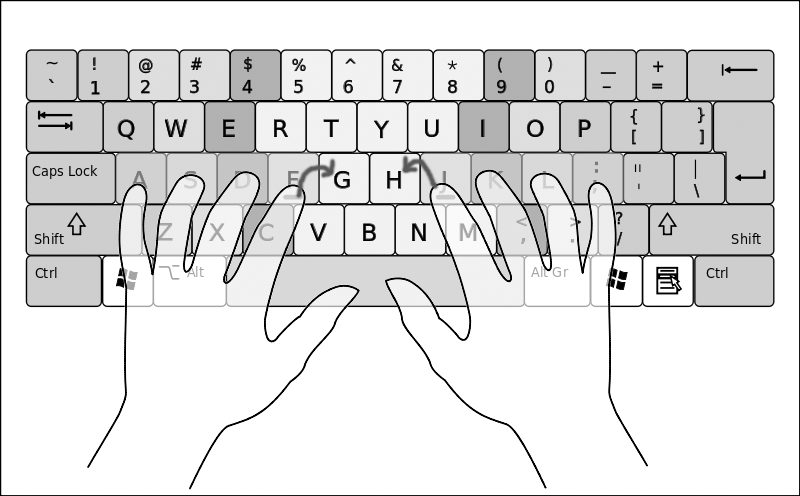 ~ ! @ # $ % ^ & * ( ) — +
` 1 2 3 4 5 6 7 8 9 0 – =
Q W E R T Y U I O P { [ } ]
Caps Lock A S D F G H J K L : ; " ' | \
Shift Z X C V B N M < , > . ? / Shift
Ctrl Alt Alt Gr Ctrl